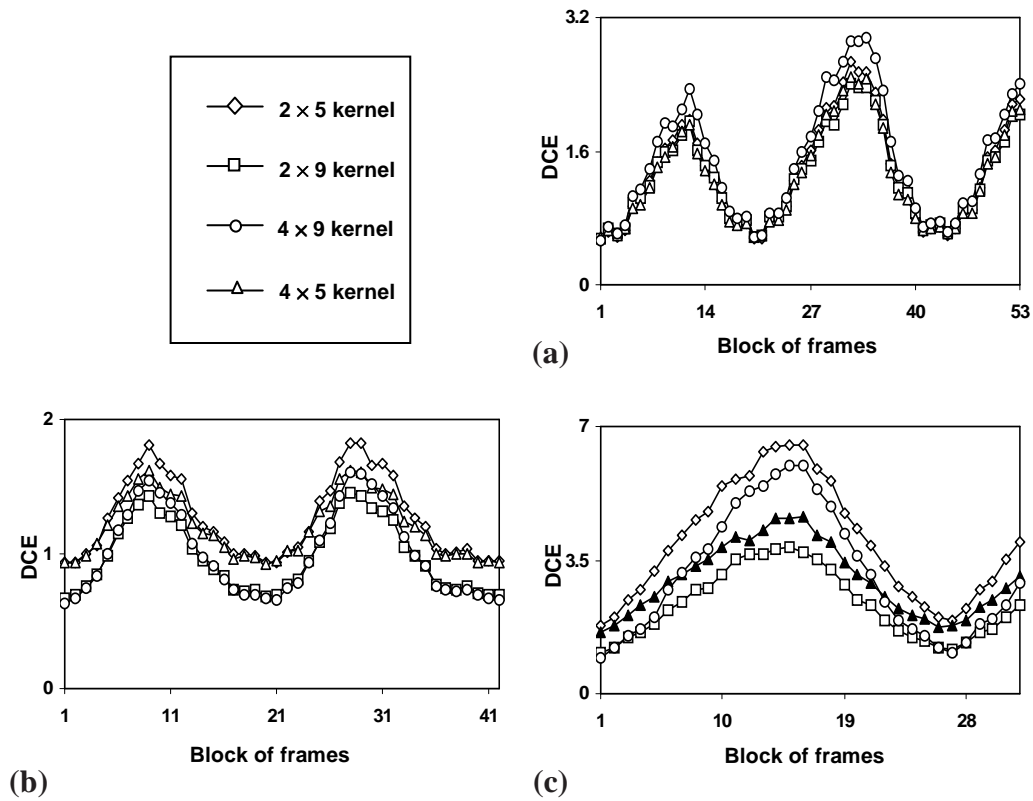 2 × 5 kernel
2 × 9 kernel
4 × 9 kernel
4 × 5 kernel
3.2
1.6
0
DCE
1 14 27 40 53
Block of frames
(a)
2
1
0
DCE
1 11 21 31 41
Block of frames
(b)
7
3.5
0
DCE
1 10 19 28
Block of frames
(c)